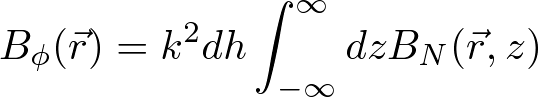 $B_{\phi}(\vec{r}) = k^2 dh \int_{-\infty}^{\infty} dz B_N(\vec{r}, z)$